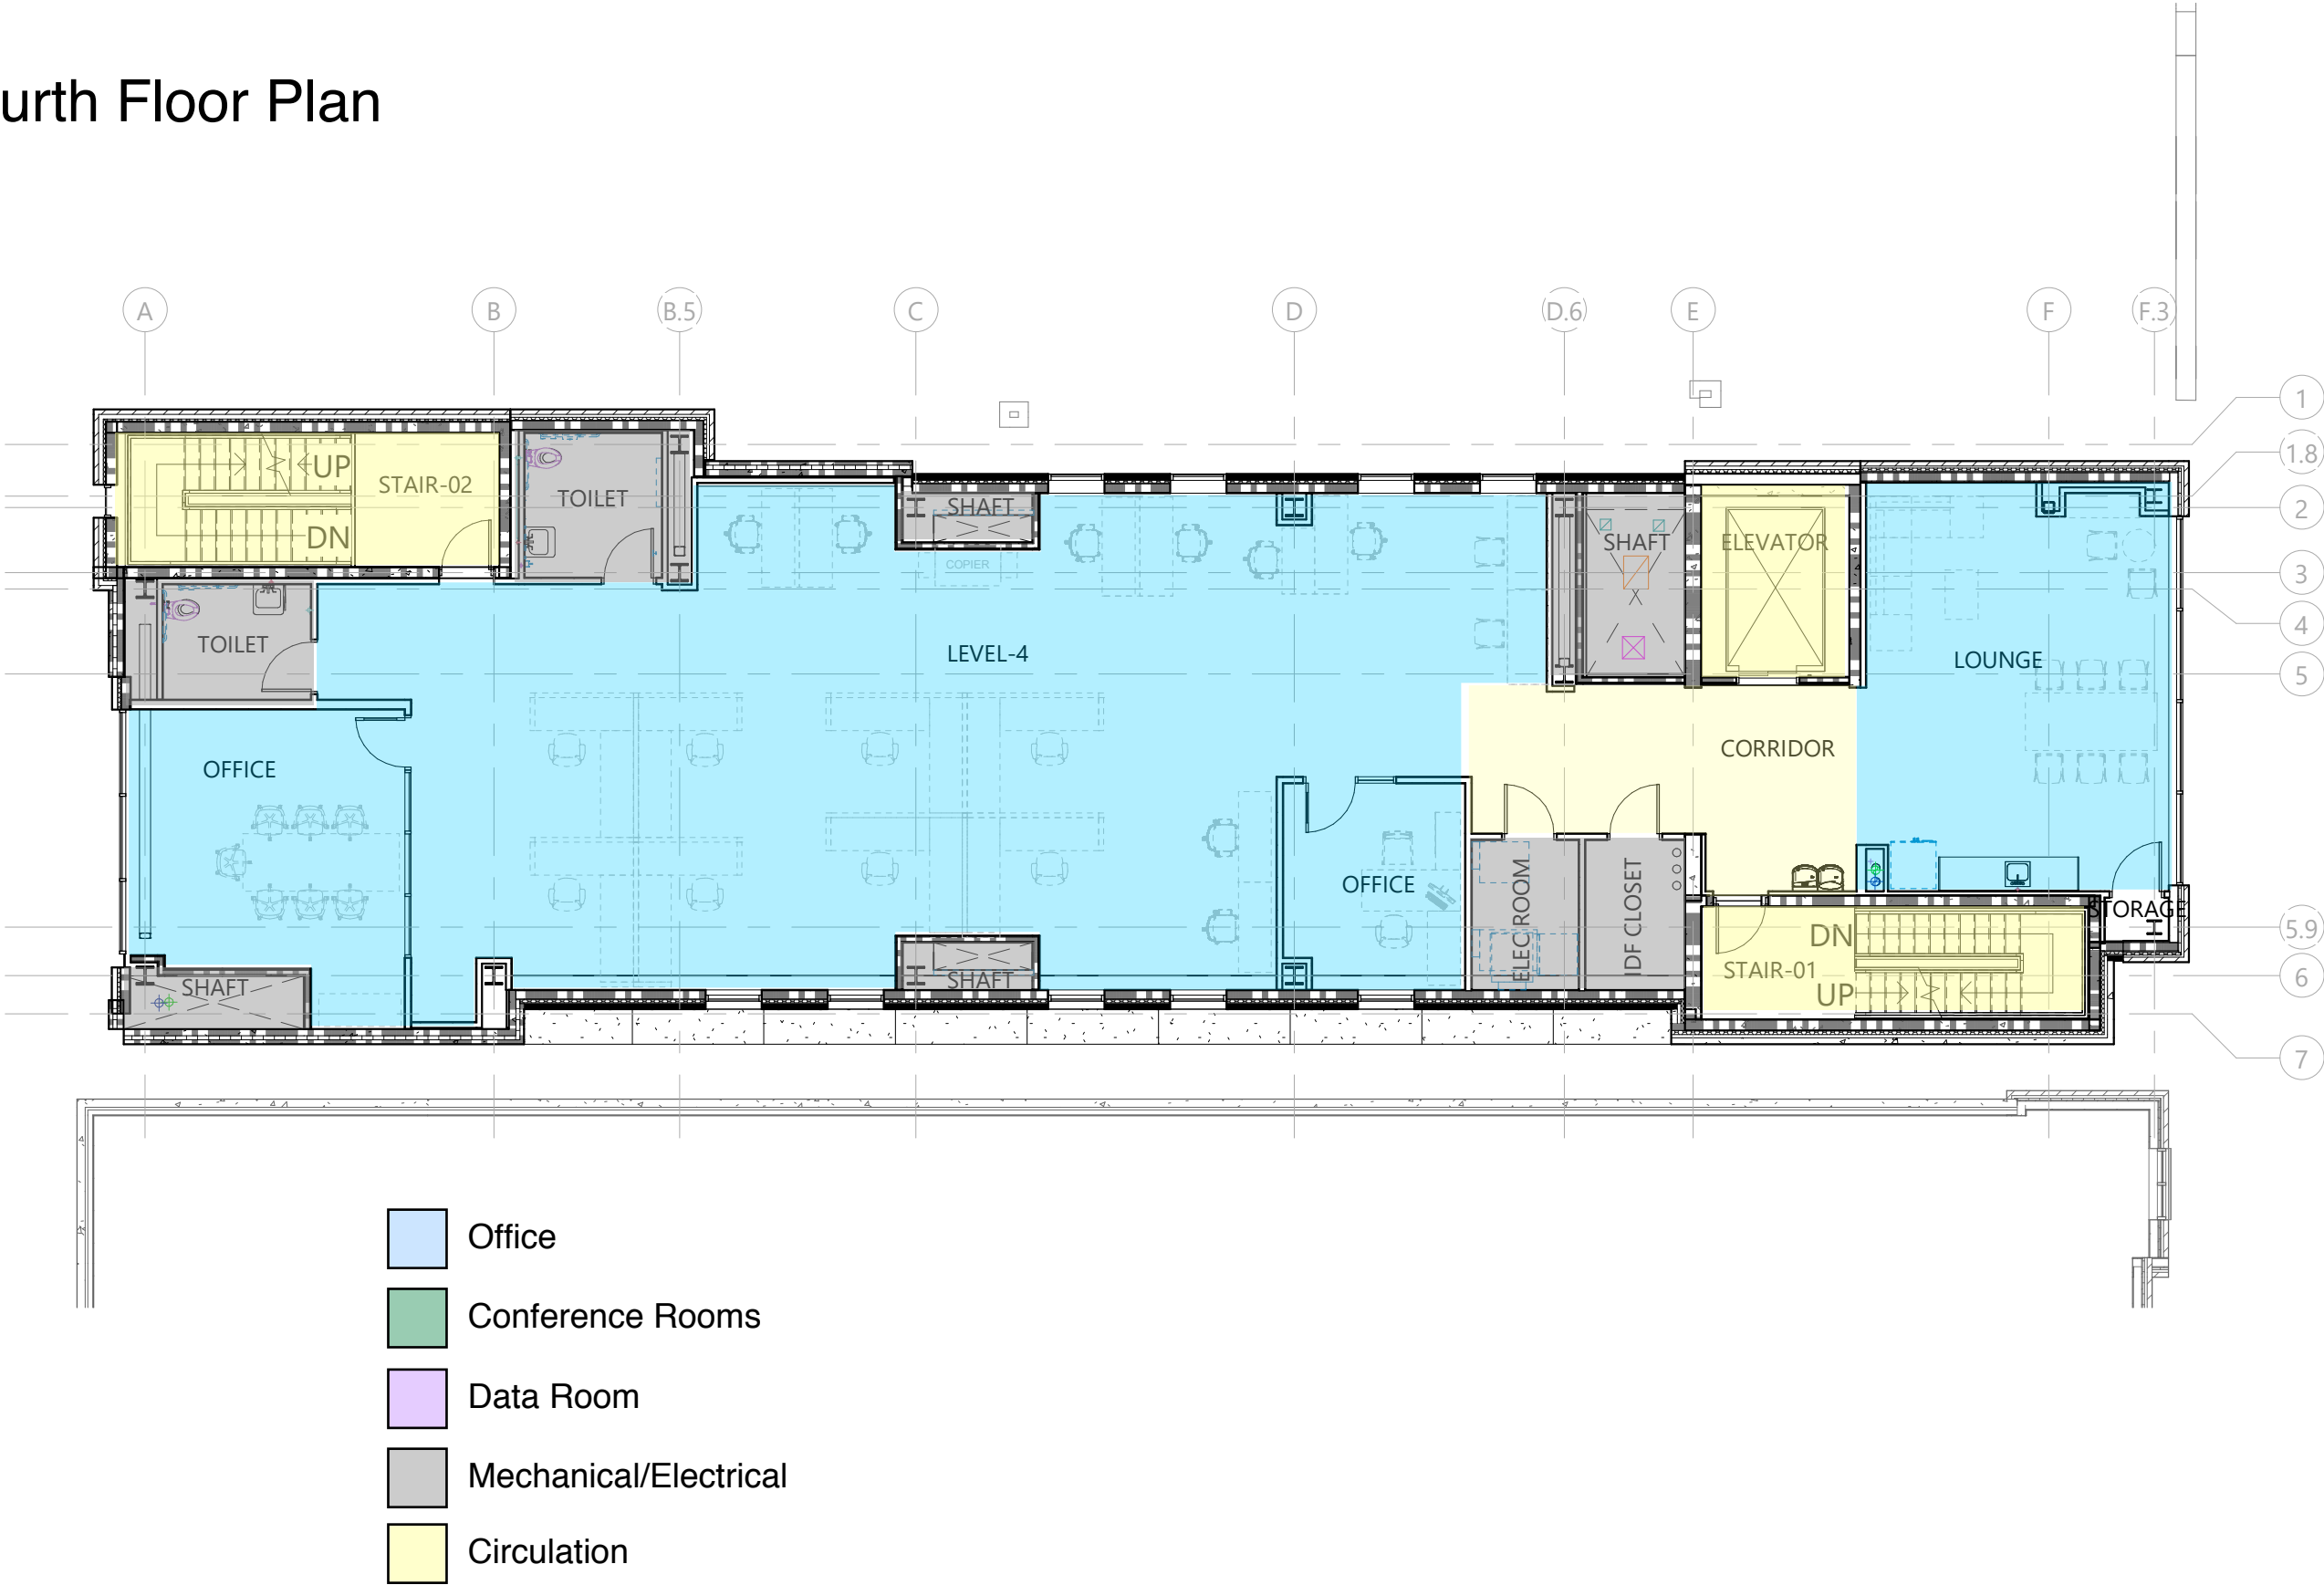 urth Floor Plan
A
B
B.5
C
D
D.6
E
F
F.3
1
1.8
2
3
4
5
5.9
6
7
UP
STAIR-02
DN
TOILET
SHAFT
COPIER
SHAFT
ELEVATOR
TOILET
LEVEL-4
LOUNGE
OFFICE
CORRIDOR
OFFICE
ELEC ROOM
IDF CLOSET
STORAGE
DN
STAIR-01
UP
SHAFT
SHAFT
Office
Conference Rooms
Data Room
Mechanical/Electrical
Circulation